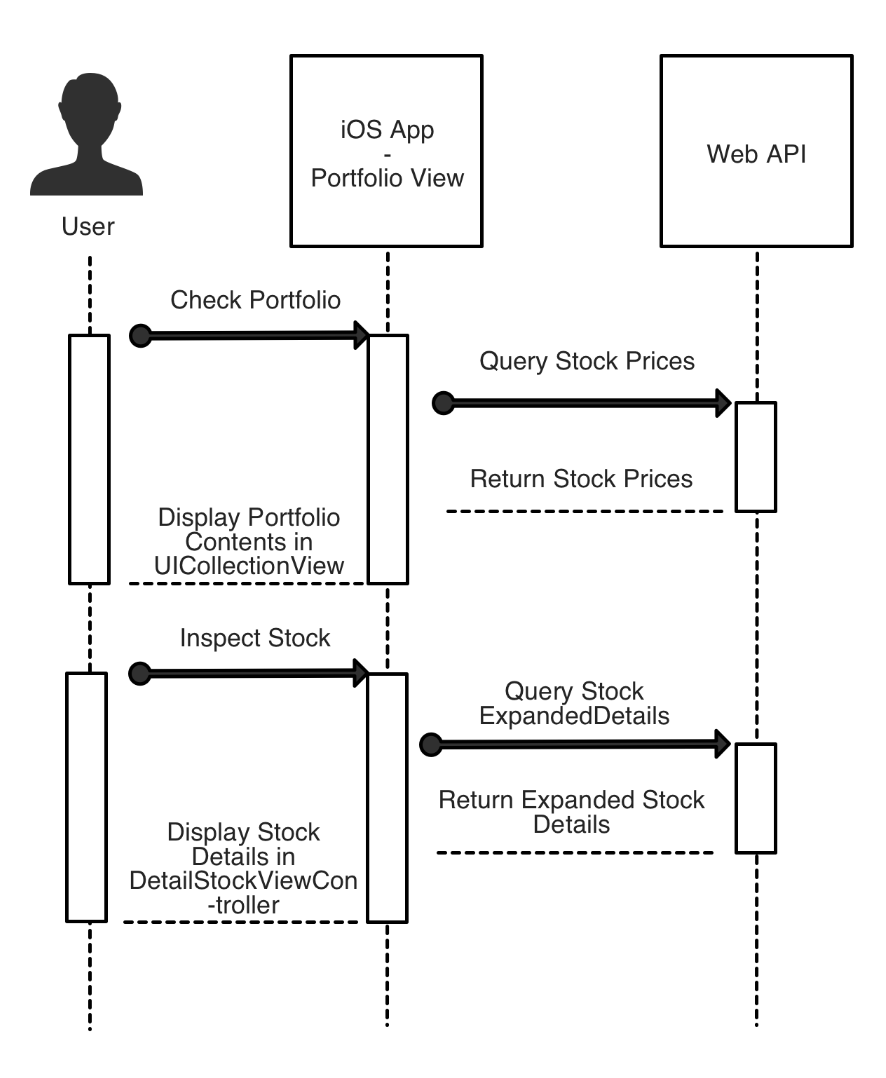 iOS App
-
Portfolio View
Web API
User
Check Portfolio
Query Stock Prices
Return Stock Prices
Display Portfolio
Contents in
UICollectionView
Inspect Stock
Query Stock
ExpandedDetails
Return Expanded Stock
Details
Display Stock
Details in
DetailStockViewCon
-troller